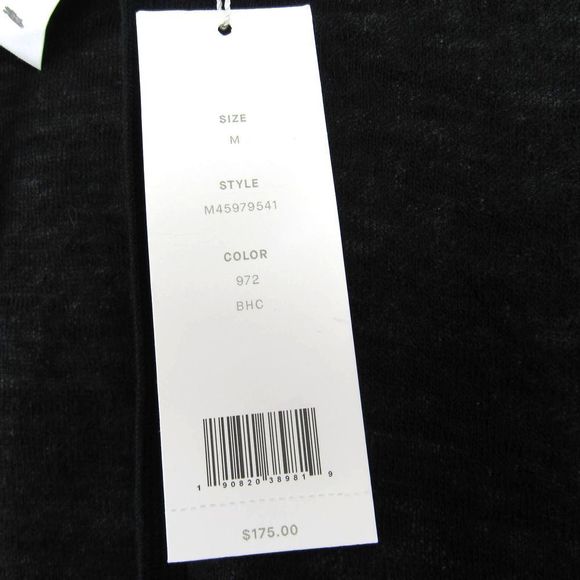 SIZE
M
STYLE
M45979541
COLOR
972
BHC
1 90820 38981 9
$175.00